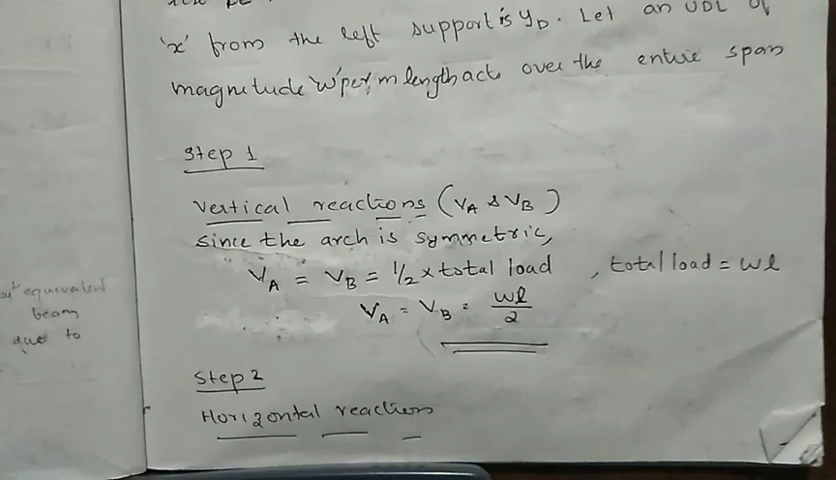 'x' from the left support is yD. Let an UDL of
magnitude 'w' per m length acts over the entire span
Step 1
Vertical reactions (VA & VB)
since the arch is symmetric,
VA = VB = 1/2 × total load , total load = wl
VA = VB = wl/2
Step 2
Horizontal reaction
equivalent
beam
due to